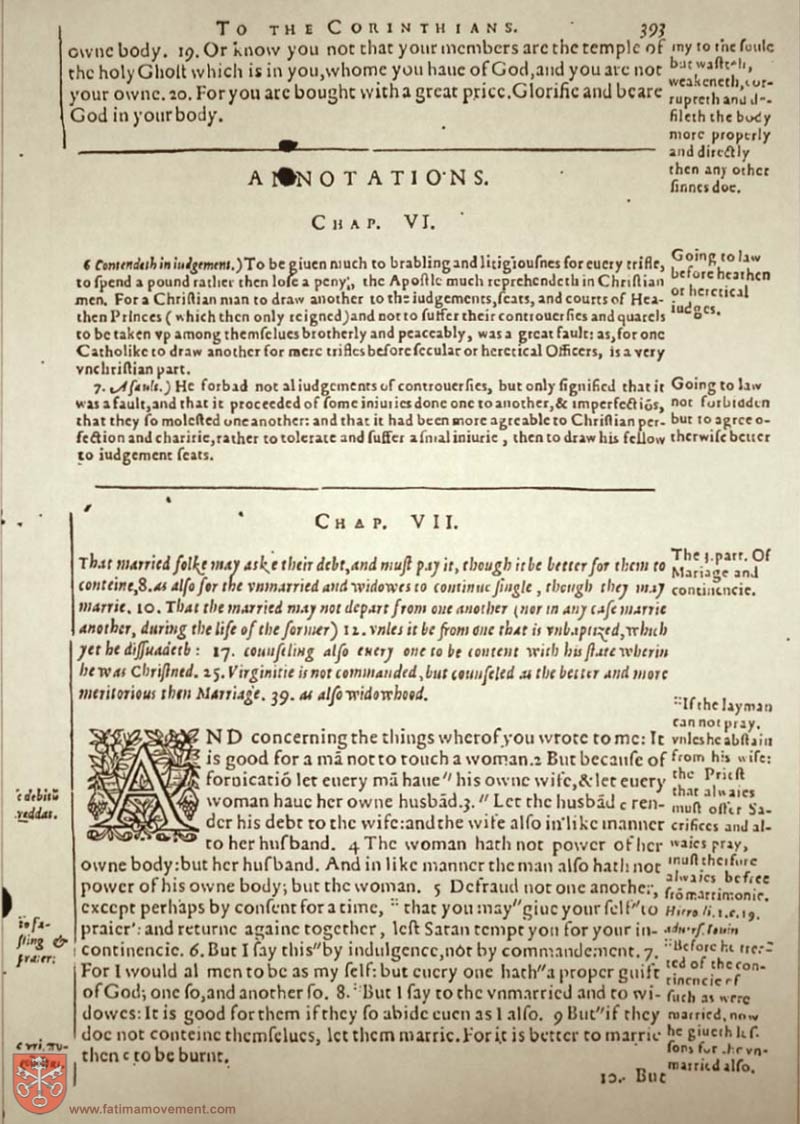 TO THE CORINTHIANS. 393
owne body. 19. Or know you not that your members are the temple of
the holy Ghost which is in you,whome you haue of God,and you are not
your owne. 20. For you are bought with a great price.Glorifie and beare
God in your body.
my to the soule
but wasteth,
weakeneth, cor-
rupteth and de-
fileth the body
more properly
and directly
then any other
sinnes doe.
ANNOTATIONS.
CHAP. VI.
6 Contendeth in iudgement.) To be giuen much to brabling and litigiousnes for euery trifle,
to spend a pound rather then lose a peny, the Apostle much reprehendeth in Christian
men. For a Christian man to draw another to the iudgements,seats, and courts of Hea-
then Princes (which then only reigned) and not to suffer their controuersies and quarels
to be taken vp among themselues brotherly and peaceably, was a great fault: as,for one
Catholike to draw another for mere trifles before secular or heretical Officers, is a very
vnchristian part.
Going to law
before heathen
or heretical
iudges.
7. A fault.) He forbad not al iudgements of controuersies, but only signified that it
was a fault,and that it proceeded of some iniuries done one to another,& imperfectiōs,
that they so molested one another: and that it had been more agreable to Christian per-
fection and charitie,rather to tolerate and suffer a smal iniurie, then to draw his fellow
to iudgement seats.
Going to law
not forbidden
but to agree o-
therwise better
CHAP. VII.
That married folke may aske their debt,and must pay it, though it be better for them to
conteine,8.as also for the vnmarried and widowes to continue single, though they may
marrie. 10. That the married may not depart from one another (nor in any case marrie
another, during the life of the former) 12. vnles it be from one that is vnbaptized,which
yet he dissuadeth: 17. counseling also euery one to be content with his state wherin
he was Christned. 25. Virginitie is not commanded, but counseled as the better and more
meritorious then Marriage. 39. as also widowhood.
The 3.part. Of
Mariage and
continencie.
AND concerning the things wherof you wrote to me: It
is good for a mā not to touch a woman.2 But because of
fornicatiō let euery mā haue" his owne wife,& let euery
woman haue her owne husbād.3. " Let the husbād c ren-
der his debt to the wife:and the wife also in like manner
to her husband. 4 The woman hath not power of her
owne body:but her husband. And in like manner the man also hath not
power of his owne body; but the woman. 5 Defraud not one another,
except perhaps by consent for a time, :: that you may" giue your self" to
praier: and returne againe together, lest Satan tempt you for your in-
continencie. 6. But I say this" by indulgence,not by commandement. 7.
For I would al men to be as my self: but euery one hath" a proper guift
of God; one so,and another so. 8. :: But I say to the vnmarried and to wi-
dowes: It is good for them if they so abide euen as I also. 9 But" if they
doe not conteine themselues, let them marrie. For it is better to marrie
then c to be burnt.
c debitū
reddat.
to fa-
sting &
praier:
:: If the layman
can not pray,
vnles he abstain
from his wife:
the Priest
that alwaies
must offer Sa-
crifices and al-
waies pray,
must therfore
alwaies be free
frō matrimonie.
Hiero li. 1. c. 19.
aduers. Iouin
:: Before he trea-
ted of the con-
tinencie of
such as were
married, now
he giueth les-
sons for the vn-
married also.
10. But
www.fatimamovement.com